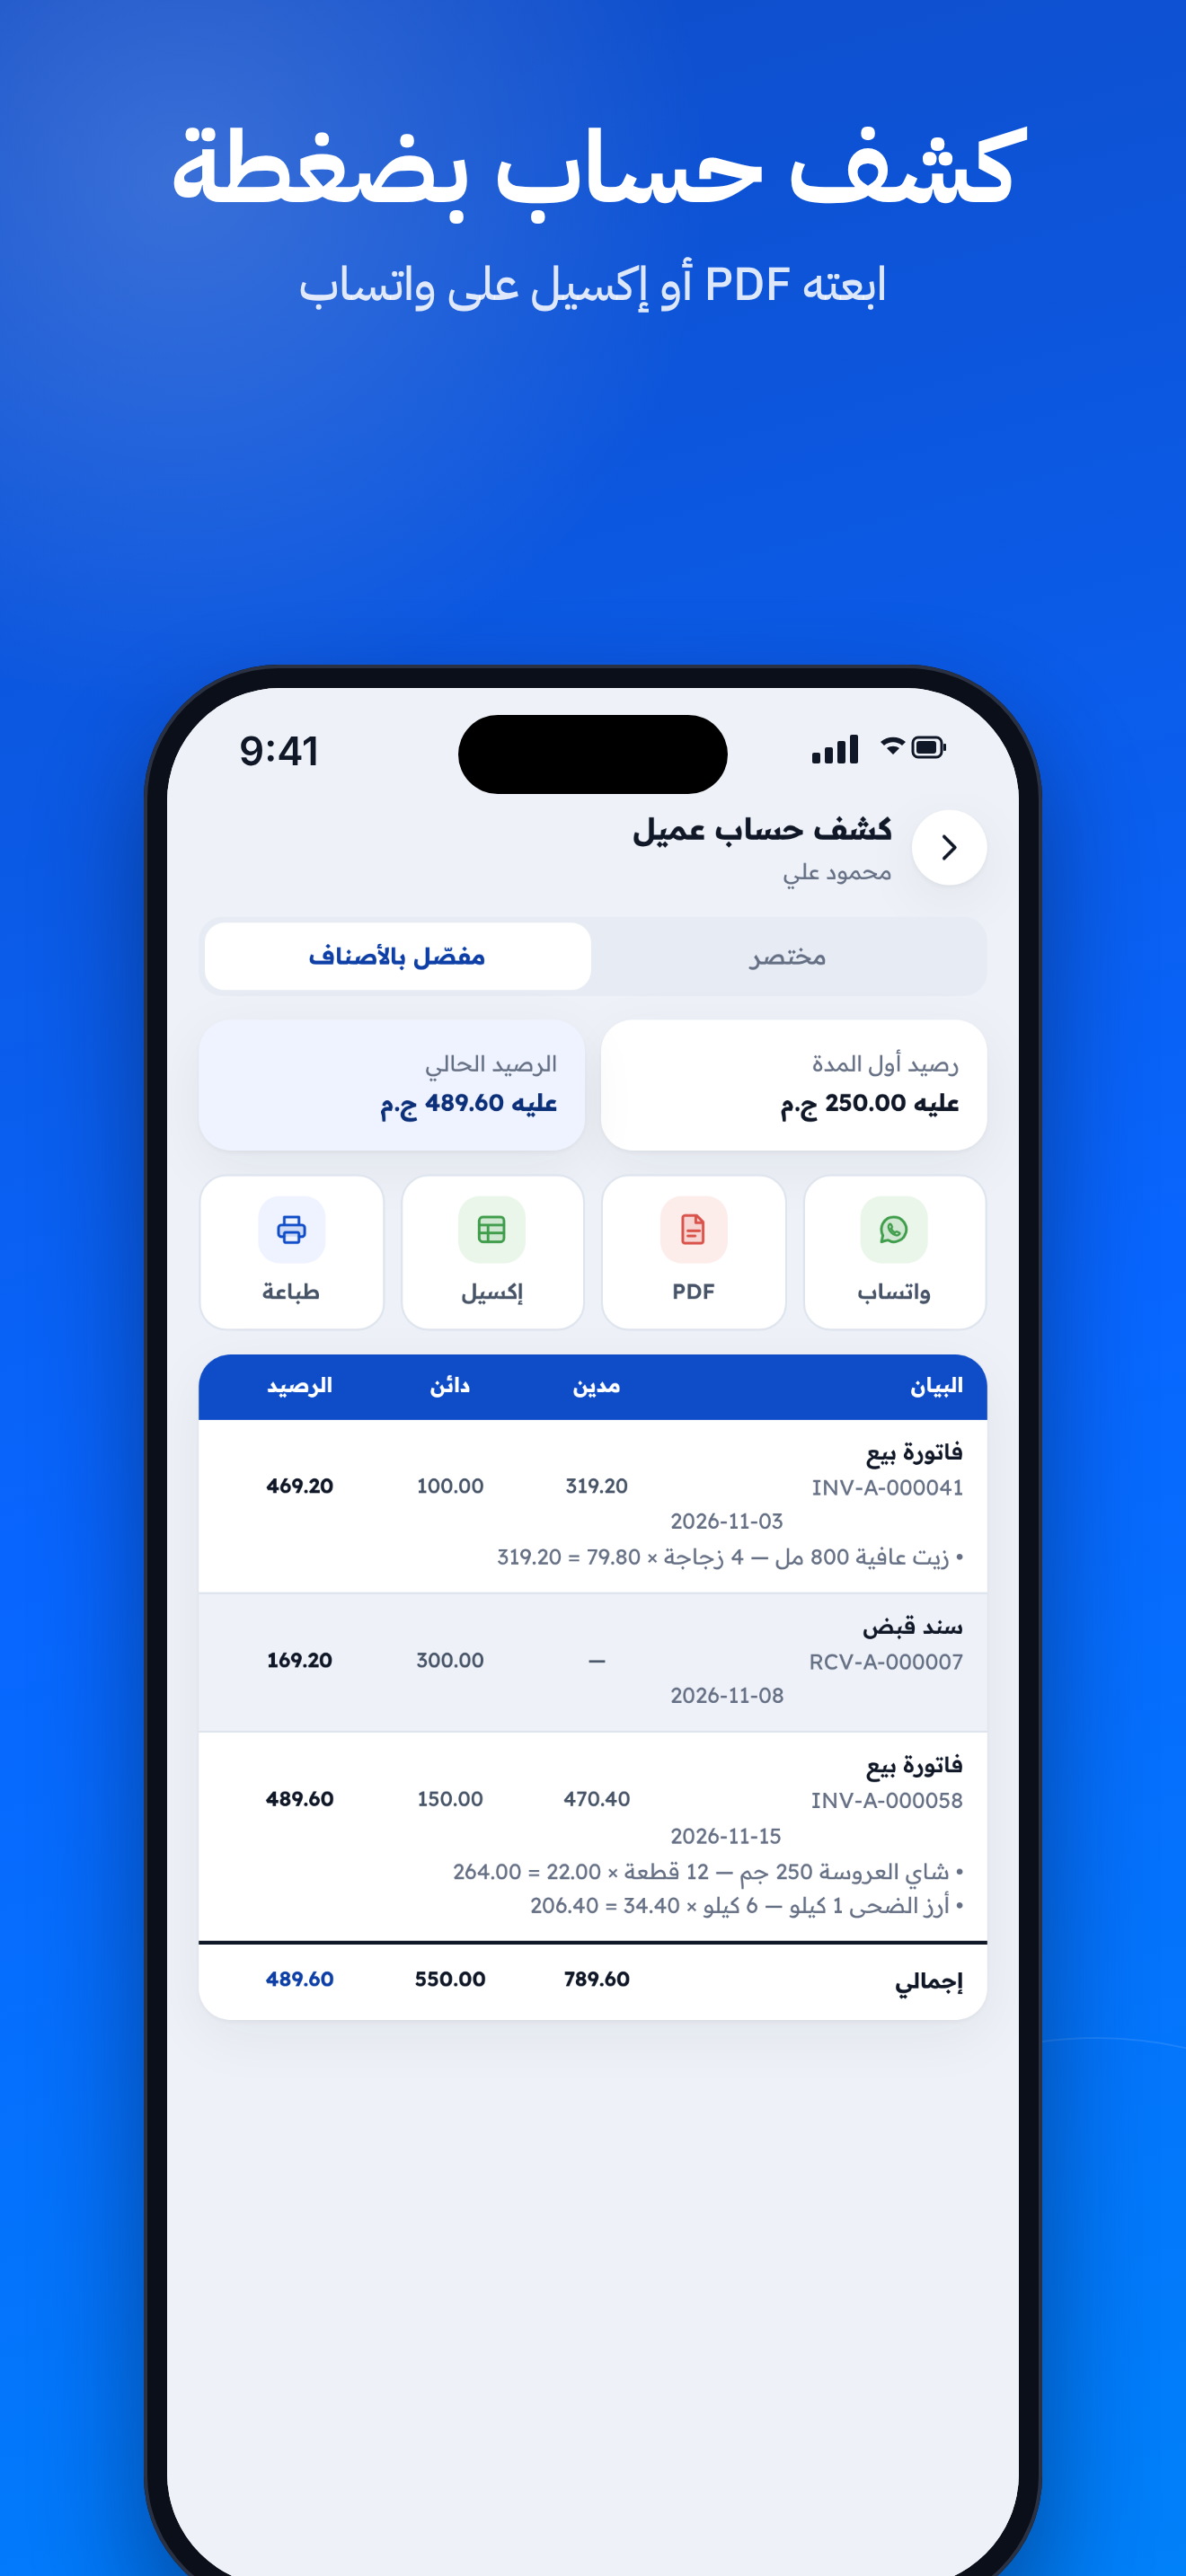 كشف حساب بضغطة
ابعته PDF أو إكسيل على واتساب
9:41
كشف حساب عميل
محمود علي
مختصر
مفصّل بالأصناف
رصيد أول المدة
عليه 250.00 ج.م
الرصيد الحالي
عليه 489.60 ج.م
واتساب
PDF
إكسيل
طباعة
البيان مدين دائن الرصيد
فاتورة بيع
INV-A-000041 319.20 100.00 469.20
2026-11-03
• زيت عافية 800 مل — 4 زجاجة × 79.80 = 319.20
سند قبض
RCV-A-000007 — 300.00 169.20
2026-11-08
فاتورة بيع
INV-A-000058 470.40 150.00 489.60
2026-11-15
• شاي العروسة 250 جم — 12 قطعة × 22.00 = 264.00
• أرز الضحى 1 كيلو — 6 كيلو × 34.40 = 206.40
إجمالي 789.60 550.00 489.60